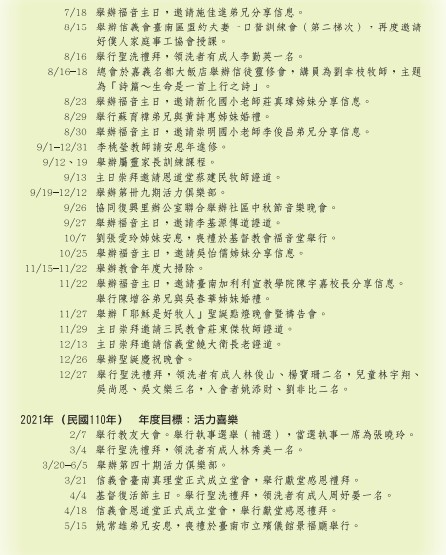 7/18 舉辦福音主日，邀請施佳進弟兄分享信息。
8/15 舉辦信義會臺南區盟約夫妻一日營訓練會（第二梯次），再度邀請
好僕人家庭事工協會授課。
8/16 舉行聖洗禮拜，領洗者有成人李勤英一名。
8/16-18 總會於嘉義名都大飯店舉辦信徒靈修會，講員為劉幸枝牧師，主題
為「詩篇～生命是一首上行之詩」。
8/23 舉辦福音主日，邀請新化國小老師莊真瑋姊妹分享信息。
8/29 舉行蘇育樟弟兄與黃詩惠姊妹婚禮。
8/30 舉辦福音主日，邀請崇明國小老師李俊昌弟兄分享信息。
9/1-12/31 李桃瑩教師請安息年進修。
9/12、19 舉辦屬靈家長訓練課程。
9/13 主日崇拜邀請恩道堂蔡建民牧師證道。
9/19-12/12 舉辦第卅九期活力俱樂部。
9/26 協同復興里辦公室聯合舉辦社區中秋節音樂晚會。
9/27 舉辦福音主日，邀請李基源傳道證道。
10/7 劉張愛玲姊妹安息，喪禮於基督教會福音堂舉行。
10/25 舉辦福音主日，邀請吳怡儒姊妹分享信息。
11/15-11/22 舉辦教會年度大掃除。
11/22 舉辦福音主日，邀請臺南加利利宣教學院陳宇嘉校長分享信息。
舉行陳增谷弟兄與吳春華姊妹婚禮。
11/27 舉辦「耶穌是好牧人」聖誕點燈晚會暨禱告會。
11/29 主日崇拜邀請三民教會莊東傑牧師證道。
12/13 主日崇拜邀請信義堂饒大衛長老證道。
12/26 舉辦聖誕慶祝晚會。
12/27 舉行聖洗禮拜，領洗者有成人林俊山、楊寶珊二名，兒童林宇翔、
吳尚恩、吳文樂三名，入會者姚添財、劉非比二名。
2021年（民國110年） 年度目標：活力喜樂
2/7 舉行教友大會。舉行執事選舉（補選），當選執事一席為張曉玲。
3/4 舉行聖洗禮拜，領洗者有成人林秀美一名。
3/20-6/5 舉辦第四十期活力俱樂部。
3/21 信義會臺南真理堂正式成立堂會，舉行獻堂感恩禮拜。
4/4 基督復活節主日。舉行聖洗禮拜，領洗者有成人周妤晏一名。
4/18 信義會恩道堂正式成立堂會，舉行獻堂感恩禮拜。
5/15 姚常雄弟兄安息，喪禮於臺南市立殯儀館景福廳舉行。